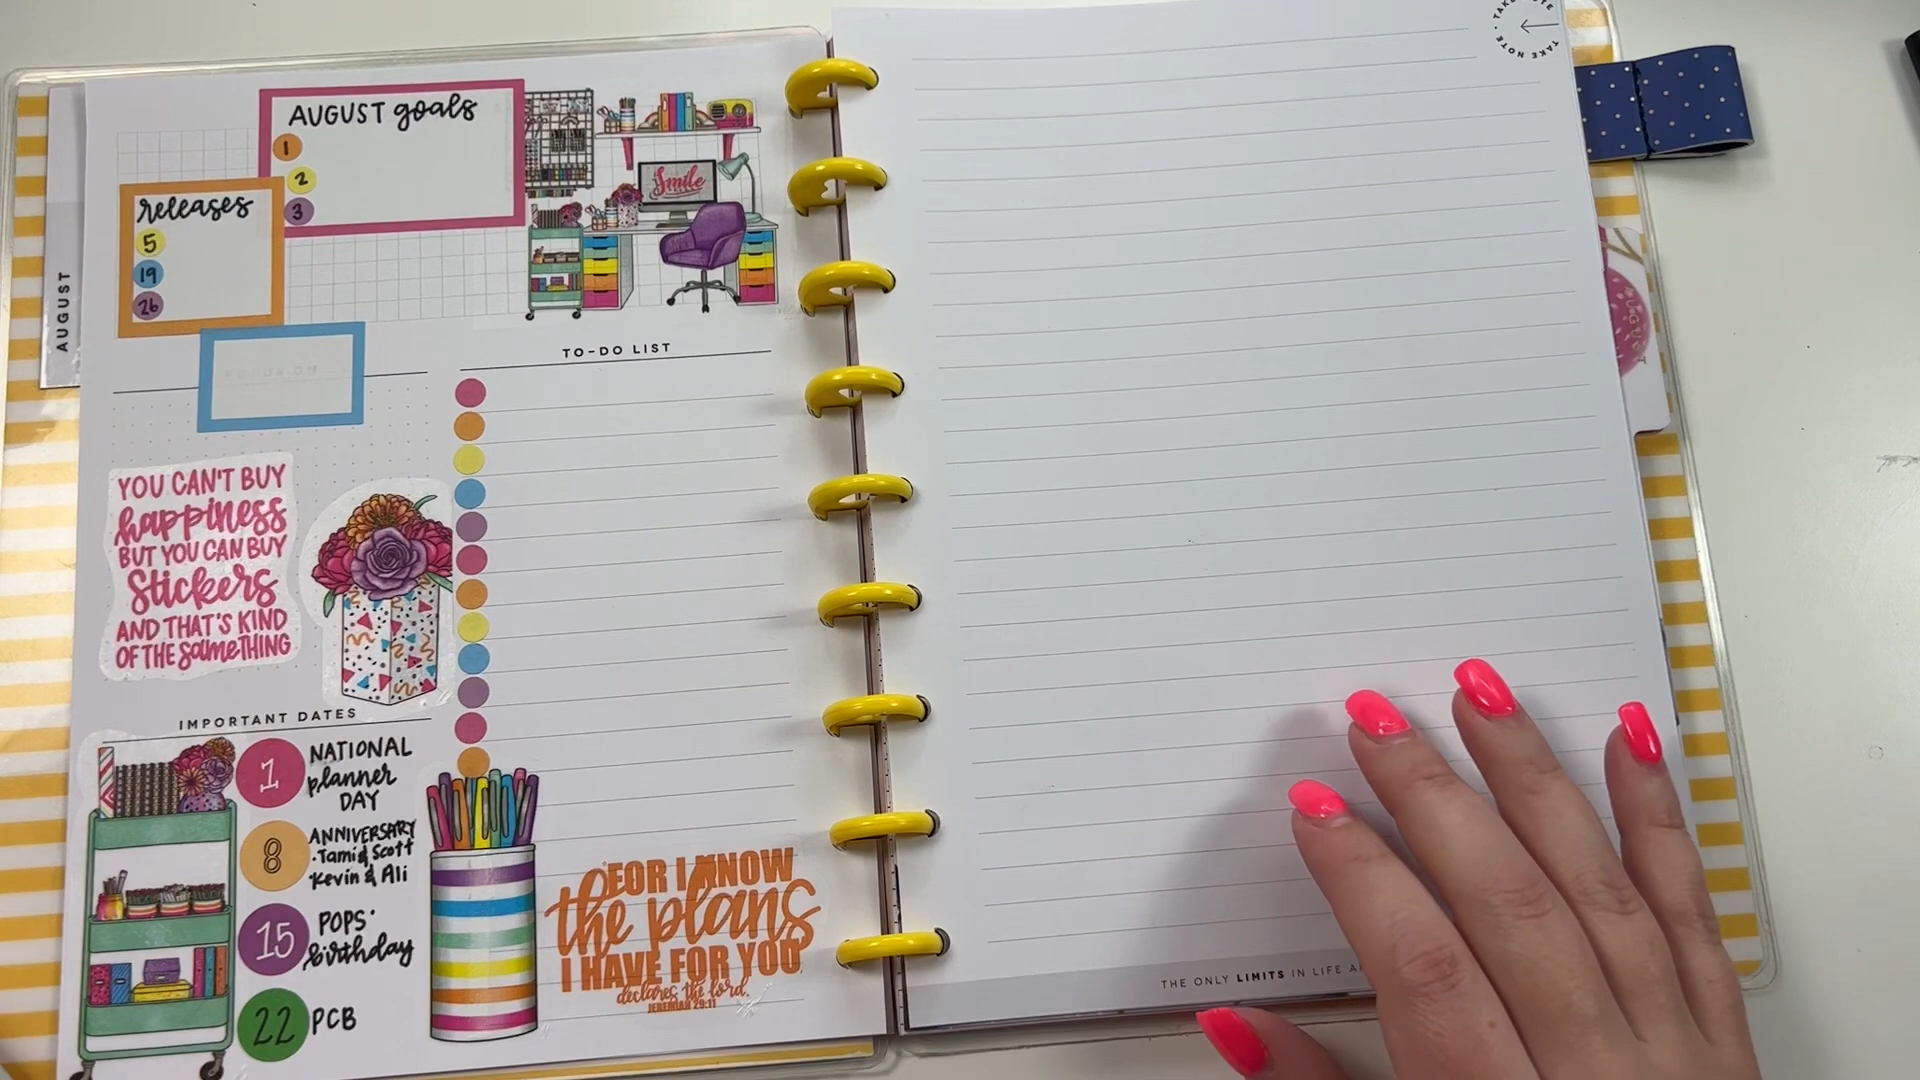 AUGUST
AUGUST goals
1
2
3
releases
5
19
26
Smile
TO-DO LIST
YOU CAN'T BUY
happiness
BUT YOU CAN BUY
Stickers
AND THAT'S KIND
OF THE same THING
IMPORTANT DATES
1 NATIONAL
planner
DAY
8 ANNIVERSARY
·Tami & Scott
·Kevin & Ali
15 POPS'
birthday
22 PCB
FOR I KNOW
the plans
I HAVE FOR YOU
declares the lord.
JEREMIAH 29:11
TAKE NOTE · TAKE NOTE ·
THE ONLY LIMITS IN LIFE